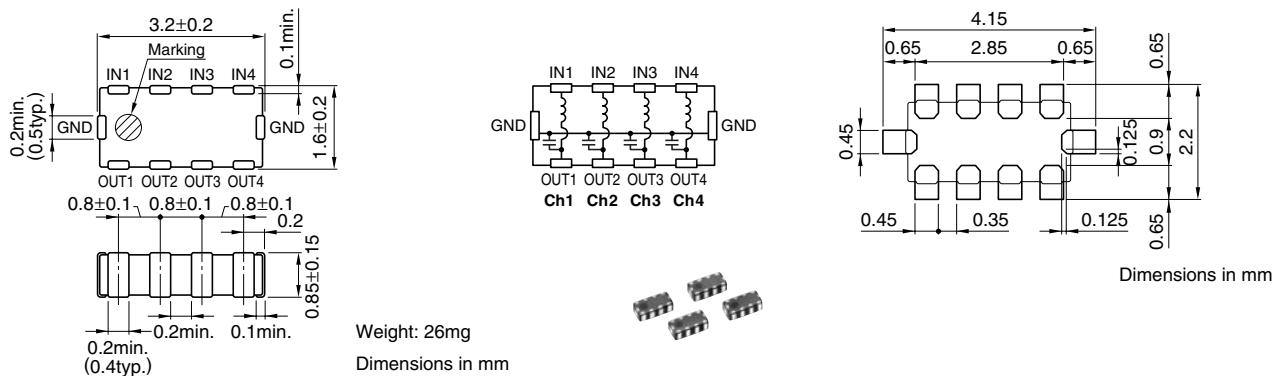 3.2±0.2
Marking
0.1min.
IN1 IN2 IN3 IN4
0.2min.
(0.5typ.)
GND
GND
1.6±0.2
OUT1 OUT2 OUT3 OUT4
0.8±0.1 0.8±0.1 0.8±0.1
0.2
0.85±0.15
0.2min. 0.1min.
0.2min.
(0.4typ.)
Weight: 26mg
Dimensions in mm
IN1 IN2 IN3 IN4
GND
GND
OUT1 OUT2 OUT3 OUT4
Ch1 Ch2 Ch3 Ch4
4.15
0.65 2.85 0.65
0.65
0.45
0.125
0.9
2.2
0.45 0.35 0.125
0.65
Dimensions in mm